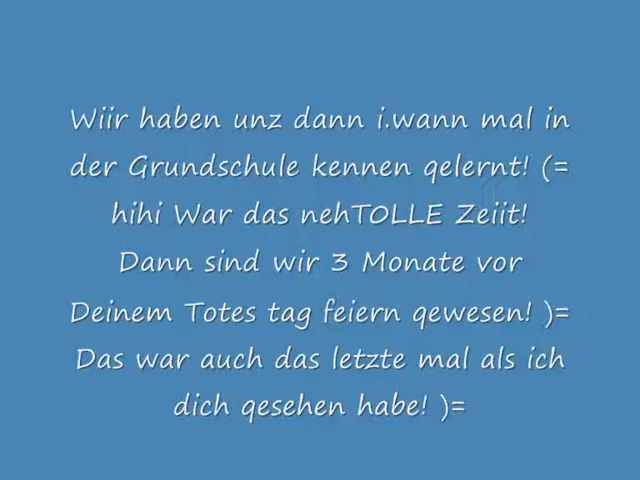 Wiir haben unz dann i.wann mal in
der Grundschule kennen qelernt! (=
hihi War das nehTOLLE Zeiit!
Dann sind wir 3 Monate vor
Deinem Totes tag feiern qewesen! )=
Das war auch das letzte mal als ich
dich qesehen habe! )=